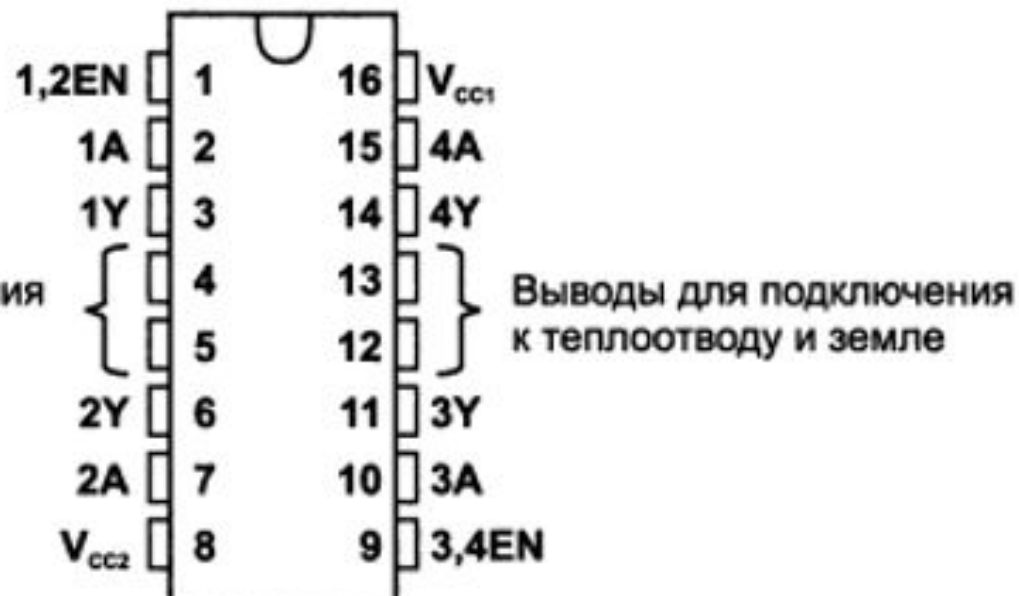 1,2EN 1 16 VCC1
1A 2 15 4A
1Y 3 14 4Y
4 13
Выводы для подключения
к теплоотводу и земле
5 12
2Y 6 11 3Y
2A 7 10 3A
VCC2 8 9 3,4EN